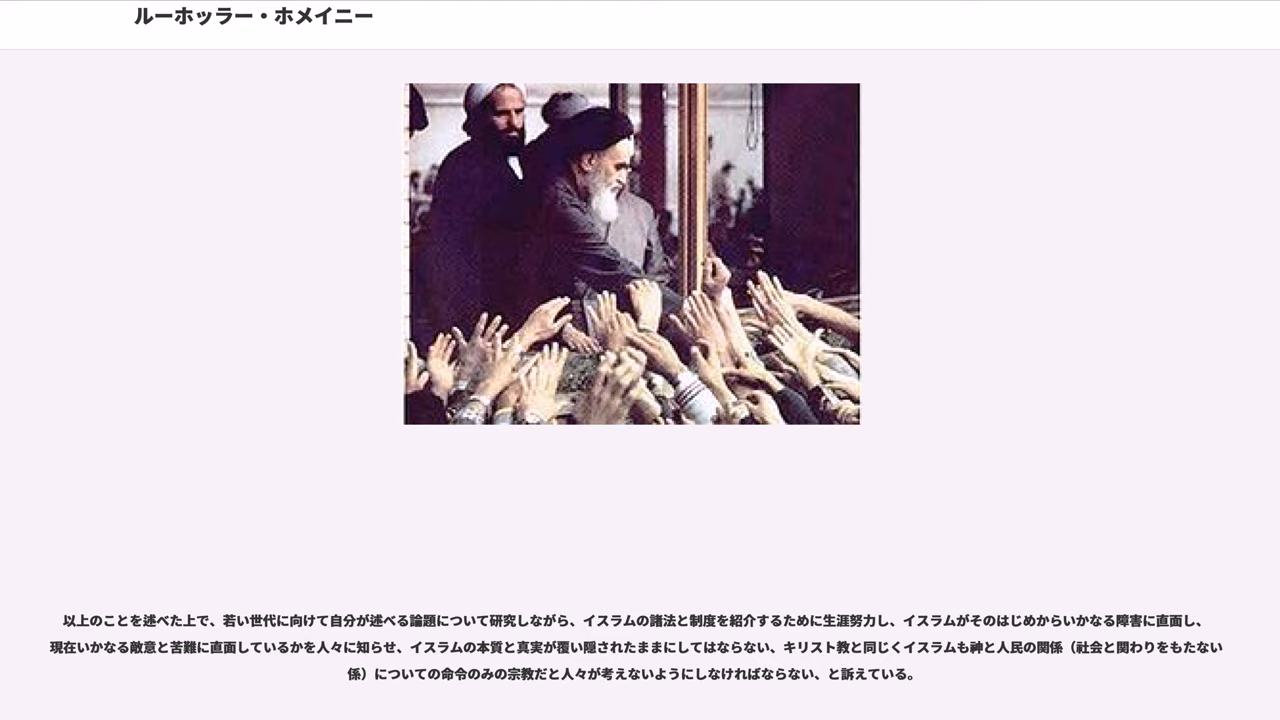 ルーホッラー・ホメイニー
以上のことを述べた上で、若い世代に向けて自分が述べる論題について研究しながら、イスラムの諸法と制度を紹介するために生涯努力し、イスラムがそのはじめからいかなる障害に直面し、
現在いかなる敵意と苦難に直面しているかを人々に知らせ、イスラムの本質と真実が覆い隠されたままにしてはならない、キリスト教と同じくイスラムも神と人民の関係（社会と関わりをもたない
係）についての命令のみの宗教だと人々が考えないようにしなければならない、と訴えている。